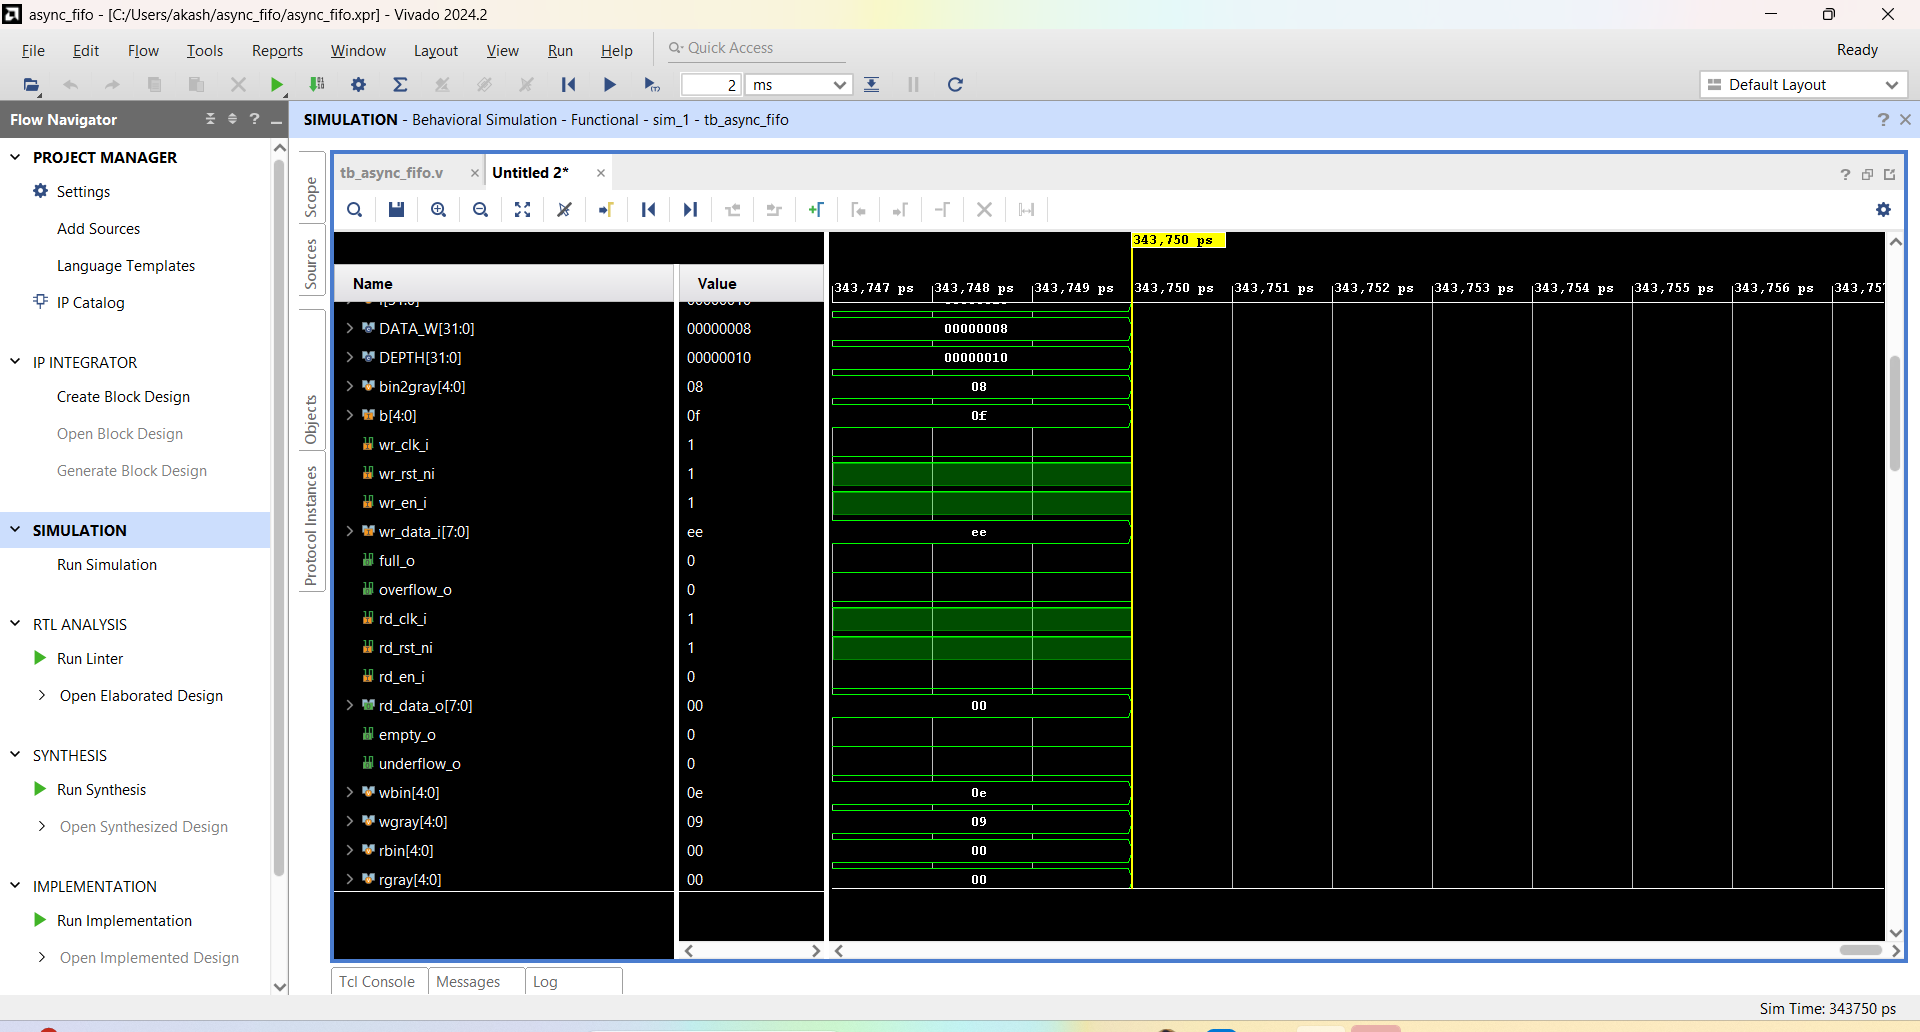 async_fifo - [C:/Users/akash/async_fifo/async_fifo.xpr] - Vivado 2024.2
File Edit Flow Tools Reports Window Layout View Run Help Quick Access Ready
2 ms Default Layout
Flow Navigator
SIMULATION - Behavioral Simulation - Functional - sim_1 - tb_async_fifo
PROJECT MANAGER
Settings
Add Sources
Language Templates
IP Catalog
IP INTEGRATOR
Create Block Design
Open Block Design
Generate Block Design
SIMULATION
Run Simulation
RTL ANALYSIS
Run Linter
Open Elaborated Design
SYNTHESIS
Run Synthesis
Open Synthesized Design
IMPLEMENTATION
Run Implementation
Open Implemented Design
Scope
Sources
Objects
Protocol Instances
tb_async_fifo.v Untitled 2*
343,750 ps
Name Value
343,747 ps 343,748 ps 343,749 ps 343,750 ps 343,751 ps 343,752 ps 343,753 ps 343,754 ps 343,755 ps 343,756 ps
DATA_W[31:0] 00000008 00000008
DEPTH[31:0] 00000010 00000010
bin2gray[4:0] 08 08
b[4:0] 0f 0f
wr_clk_i 1
wr_rst_ni 1
wr_en_i 1
wr_data_i[7:0] ee ee
full_o 0
overflow_o 0
rd_clk_i 1
rd_rst_ni 1
rd_en_i 0
rd_data_o[7:0] 00 00
empty_o 0
underflow_o 0
wbin[4:0] 0e 0e
wgray[4:0] 09 09
rbin[4:0] 00 00
rgray[4:0] 00 00
Tcl Console Messages Log
Sim Time: 343750 ps